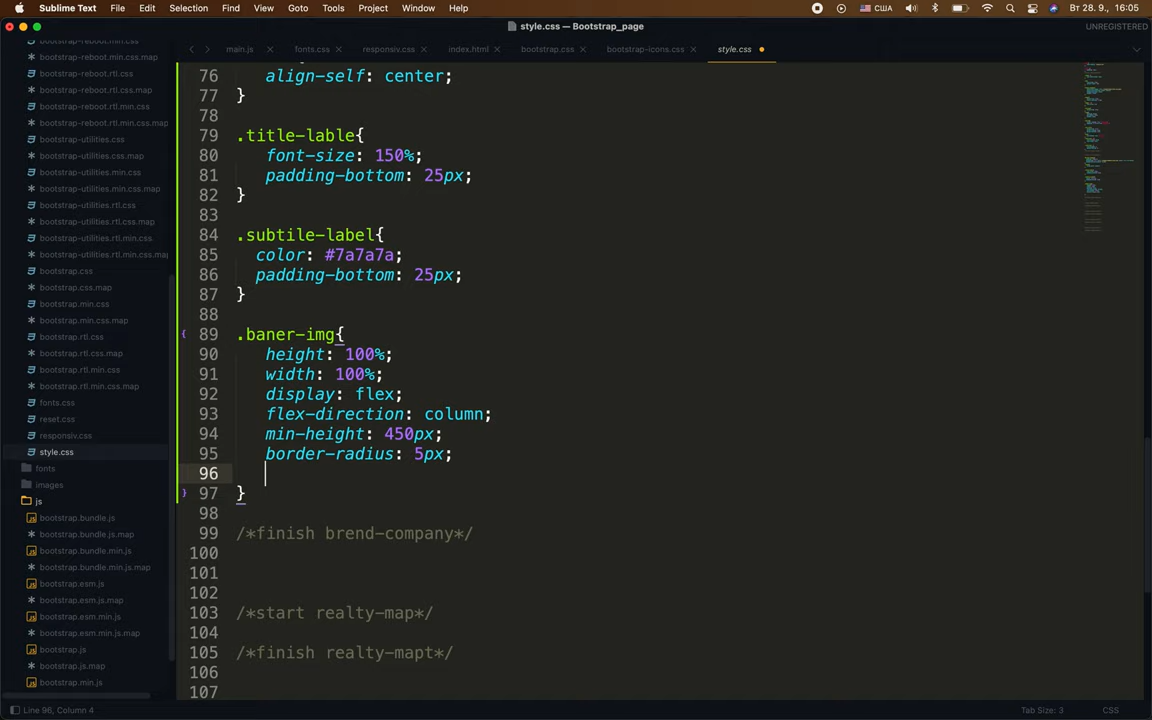 Sublime Text File Edit Selection Find View Goto Tools Project Window Help США Вт 28. 9., 16:05
style.css — Bootstrap_page UNREGISTERED
main.js fonts.css responsiv.css index.html bootstrap.css bootstrap-icons.css style.css
bootstrap-reboot.min.css.map
bootstrap-reboot.rtl.css
bootstrap-reboot.rtl.css.map
bootstrap-reboot.rtl.min.css
bootstrap-reboot.rtl.min.css.map
bootstrap-utilities.css
bootstrap-utilities.css.map
bootstrap-utilities.min.css
bootstrap-utilities.min.css.map
bootstrap-utilities.rtl.css
bootstrap-utilities.rtl.css.map
bootstrap-utilities.rtl.min.css
bootstrap-utilities.rtl.min.css.map
bootstrap.css
bootstrap.css.map
bootstrap.min.css
bootstrap.min.css.map
bootstrap.rtl.css
bootstrap.rtl.css.map
bootstrap.rtl.min.css
bootstrap.rtl.min.css.map
fonts.css
reset.css
responsiv.css
style.css
fonts
images
js
bootstrap.bundle.js
bootstrap.bundle.js.map
bootstrap.bundle.min.js
bootstrap.bundle.min.js.map
bootstrap.esm.js
bootstrap.esm.js.map
bootstrap.esm.min.js
bootstrap.esm.min.js.map
bootstrap.js
bootstrap.js.map
bootstrap.min.js
76 align-self: center;
77 }
78
79 .title-lable{
80 font-size: 150%;
81 padding-bottom: 25px;
82 }
83
84 .subtile-label{
85 color: #7a7a7a;
86 padding-bottom: 25px;
87 }
88
{ 89 .baner-img{
90 height: 100%;
91 width: 100%;
92 display: flex;
93 flex-direction: column;
94 min-height: 450px;
95 border-radius: 5px;
96
} 97 }
98
99 /*finish brend-company*/
100
101
102
103 /*start realty-map*/
104
105 /*finish realty-mapt*/
106
107
Line 96, Column 4 Tab Size: 3 CSS